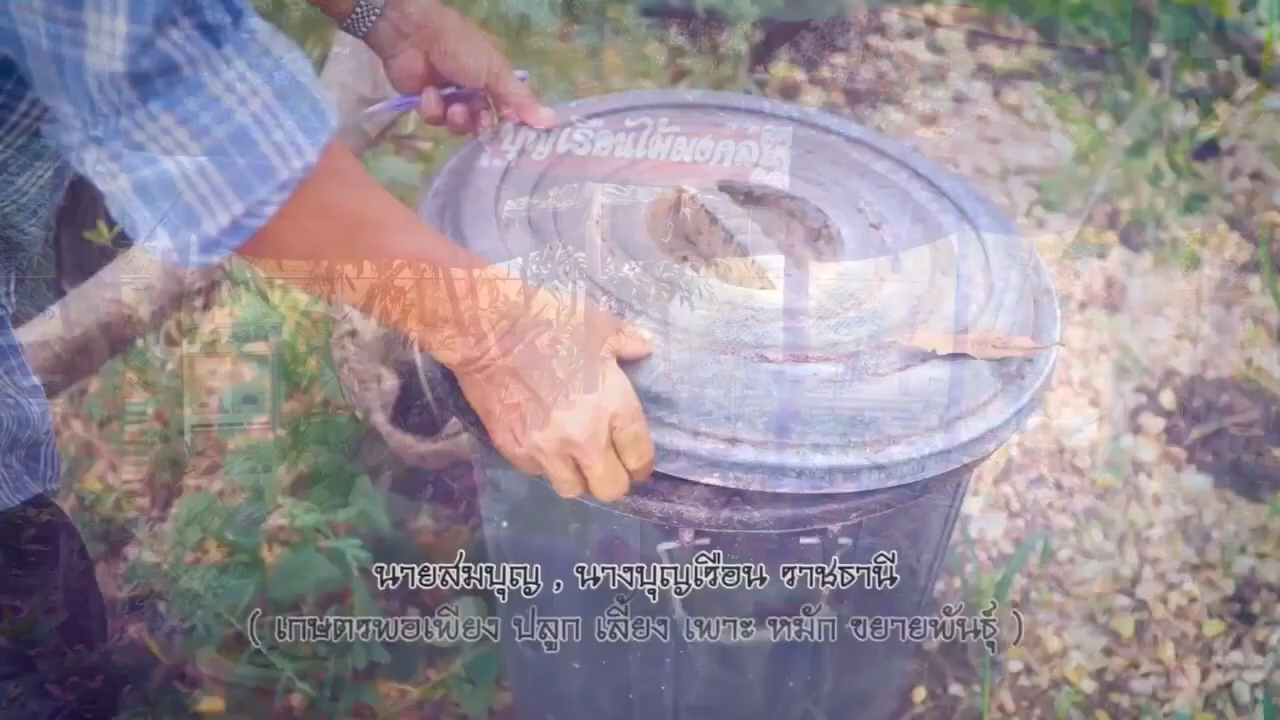 บุญเรือนไม้มงคล
นายสมบุญ , นางบุญเรือน ราชธานี
( เกษตรพอเพียง ปลูก เลี้ยง เพาะ หมัก ขยายพันธุ์ )